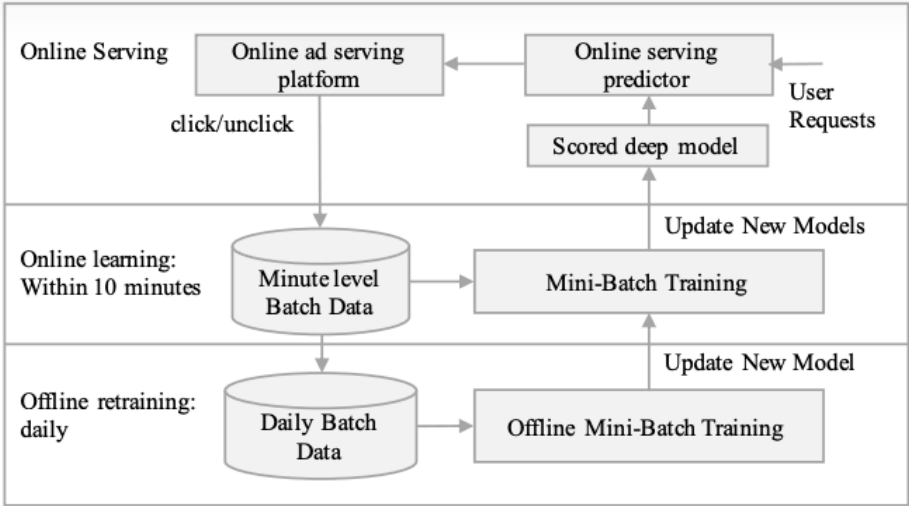 Online Serving
Online ad serving
platform
Online serving
predictor
User
Requests
click/unclick
Scored deep model
Update New Models
Online learning:
Within 10 minutes
Minute level
Batch Data
Mini-Batch Training
Update New Model
Offline retraining:
daily
Daily Batch
Data
Offline Mini-Batch Training